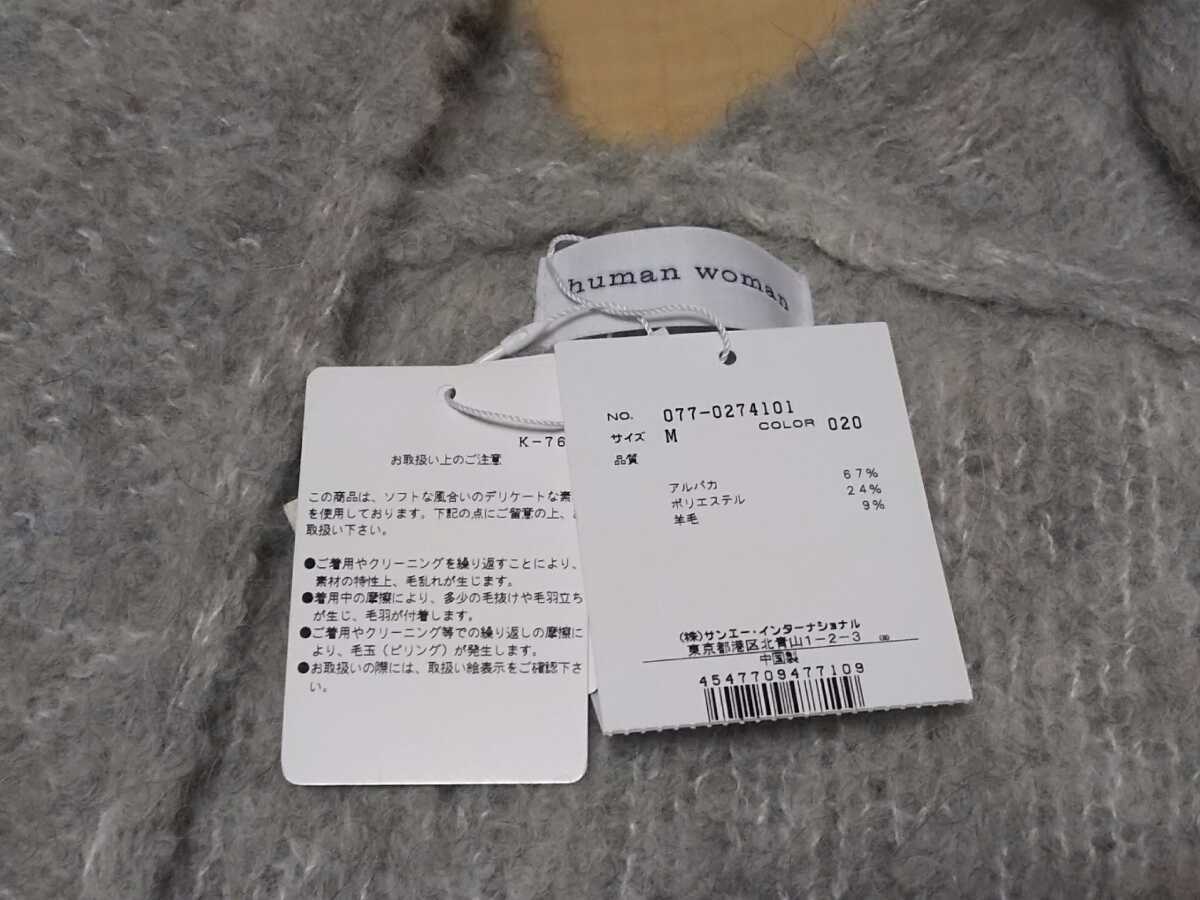 human woman
K-76
お取扱い上のご注意
この商品は、ソフトな風合いのデリケートな素
を使用しております。下記の点にご留意の上、
取扱い下さい。
●ご着用やクリーニングを繰り返すことにより、
素材の特性上、毛乱れが生じます。
●着用中の摩擦により、多少の毛抜けや毛羽立ち
が生じ、毛羽が付着します。
●ご着用やクリーニング等での繰り返しの摩擦に
より、毛玉(ピリング)が発生します。
●お取扱いの際には、取扱い絵表示をご確認下さ
い。
NO. 077-0274101
サイズ M COLOR 020
品質
アルパカ 67%
ポリエステル 24%
羊毛 9%
(株)サンエー・インターナショナル
東京都港区北青山1-2-3
中国製
4547709477109